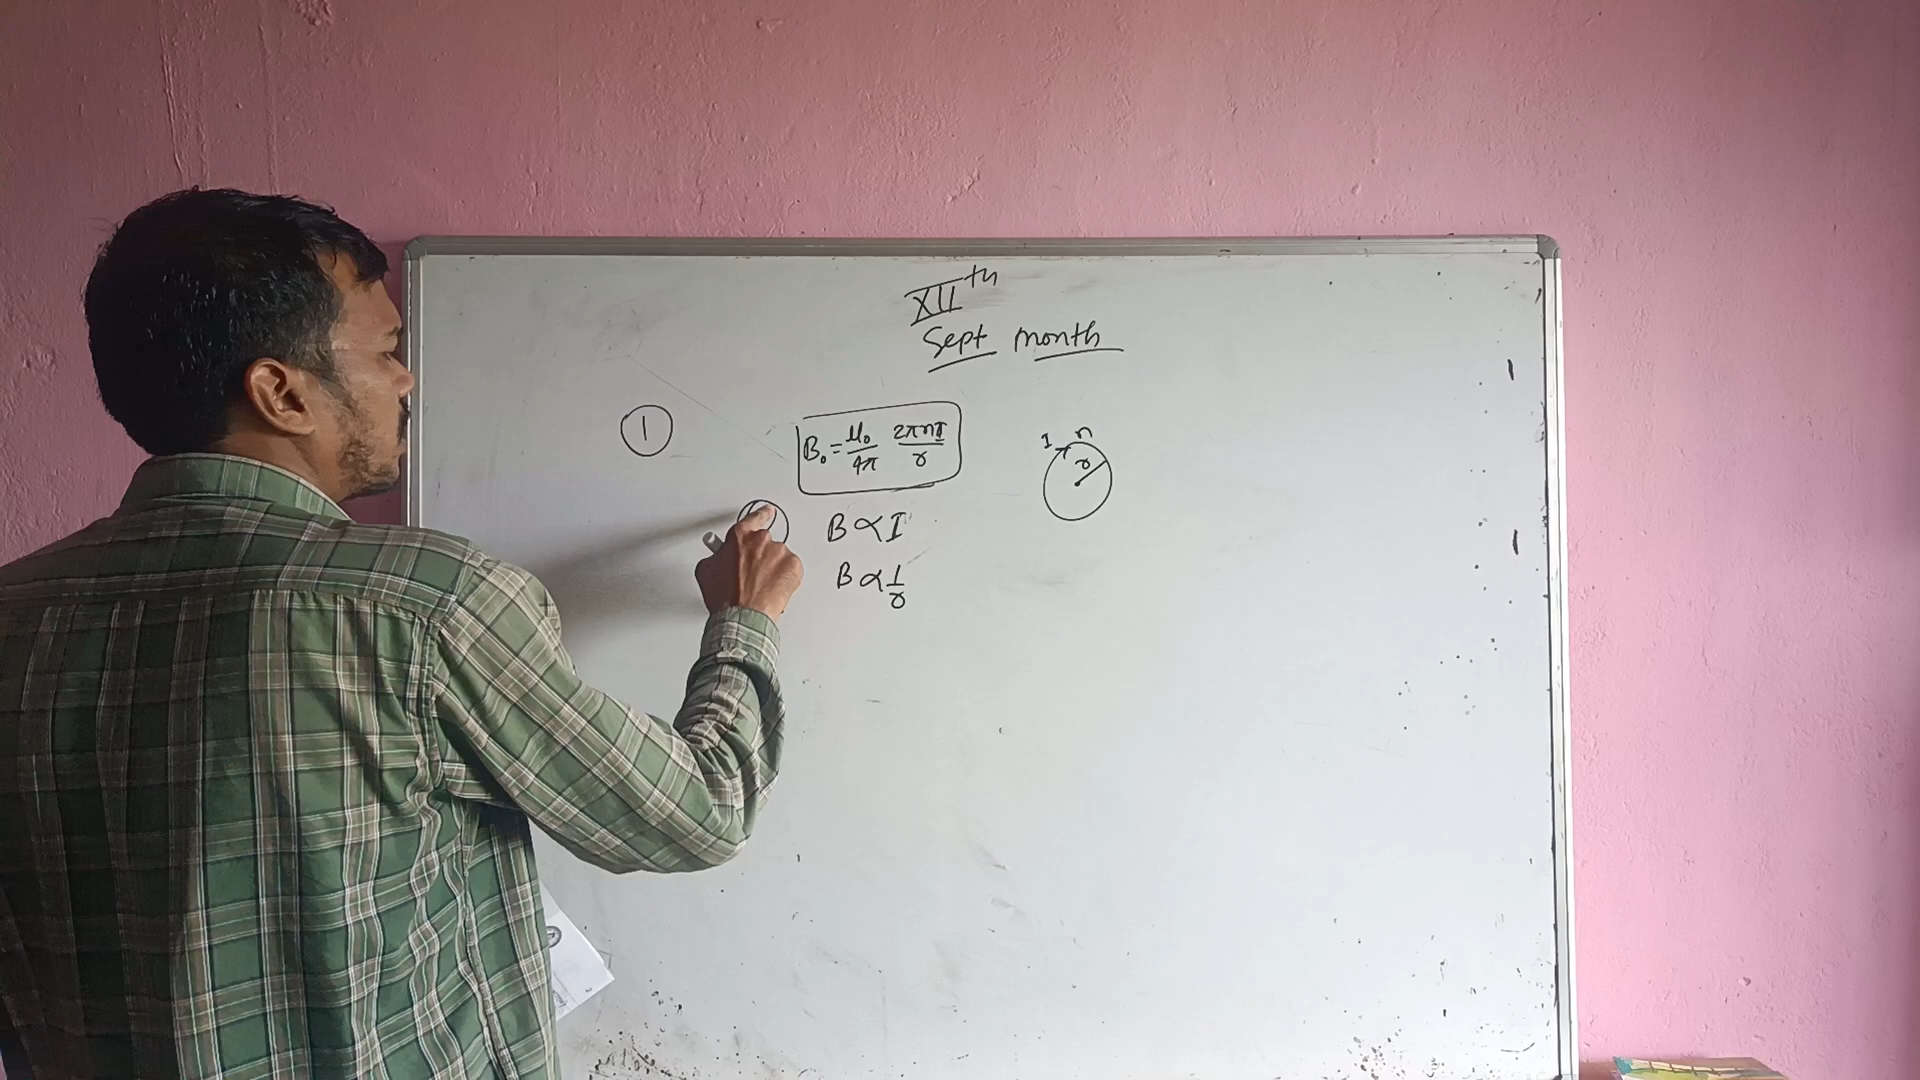 XIIth
Sept month
1
B₀ = μ₀/4π 2πnI/r
I n
r
B ∝ I
B ∝ 1/r